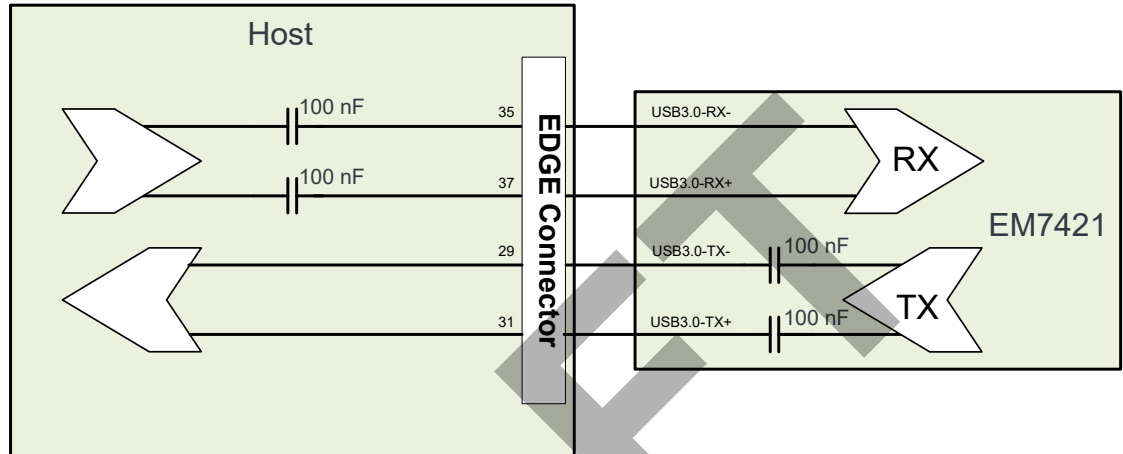 Host
100 nF
35
USB3.0-RX-
RX
100 nF
37
USB3.0-RX+
EDGE Connector
EM7421
29
USB3.0-TX-
100 nF
TX
31
USB3.0-TX+
100 nF